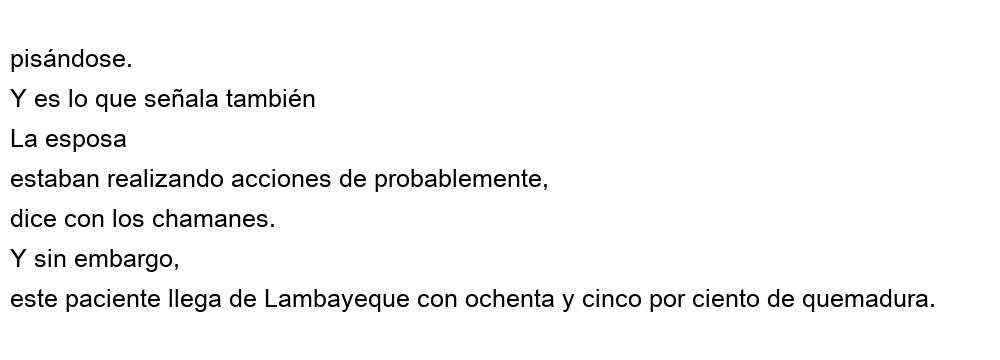 pisándose.
Y es lo que señala también
La esposa
estaban realizando acciones de probablemente,
dice con los chamanes.
Y sin embargo,
este paciente llega de Lambayeque con ochenta y cinco por ciento de quemadura.